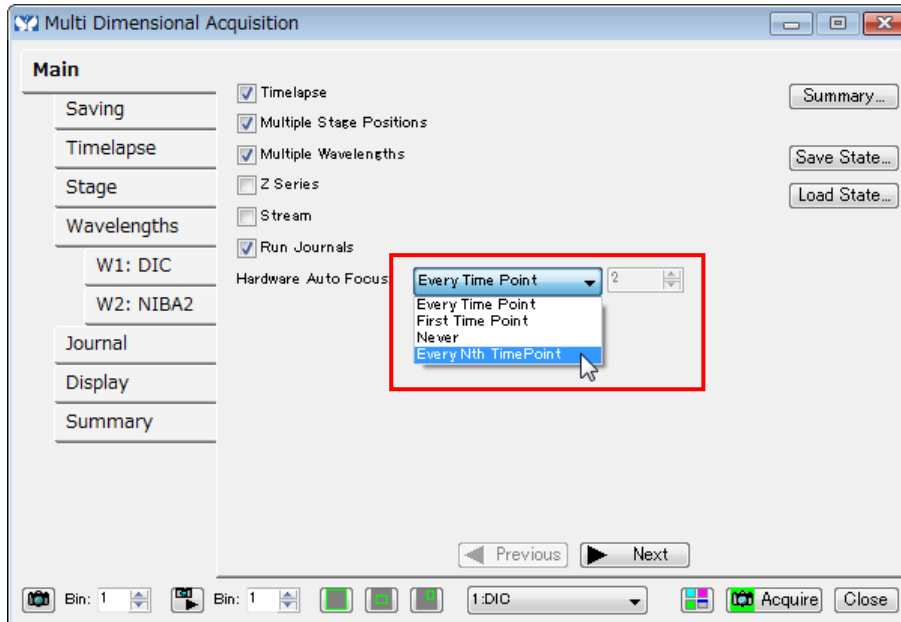 Multi Dimensional Acquisition
Main
Saving
Timelapse
Stage
Wavelengths
W1: DIC
W2: NIBA2
Journal
Display
Summary
Timelapse
Multiple Stage Positions
Multiple Wavelengths
Z Series
Stream
Run Journals
Hardware Auto Focus
Every Time Point
2
Every Time Point
First Time Point
Never
Every Nth TimePoint
Summary...
Save State...
Load State...
Previous
Next
Bin: 1
Bin: 1
1:DIC
Acquire
Close